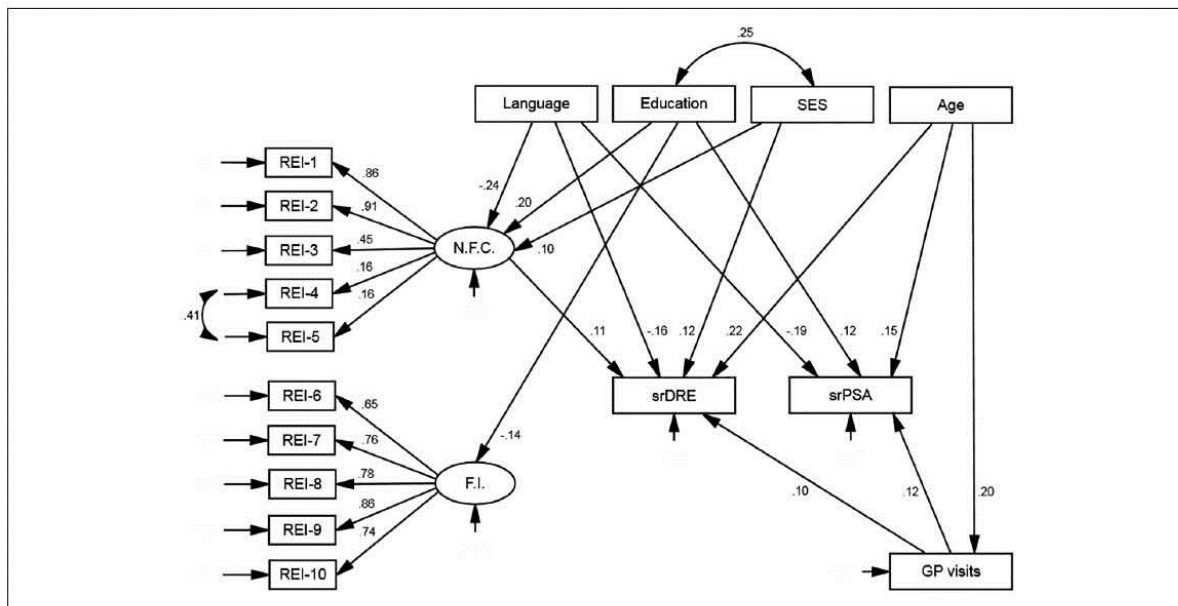 .25
Language Education SES Age
REI-1
.86
REI-2
.91
-.24
.20
REI-3
.45
N.F.C.
.10
REI-4
.16
.41
REI-5
.16
.11
-.16
.12
.22
-.19
.12
.15
srDRE
srPSA
REI-6
.65
REI-7
.76
-.14
REI-8
.78
F.I.
REI-9
.86
.10
.12
.20
REI-10
.74
GP visits